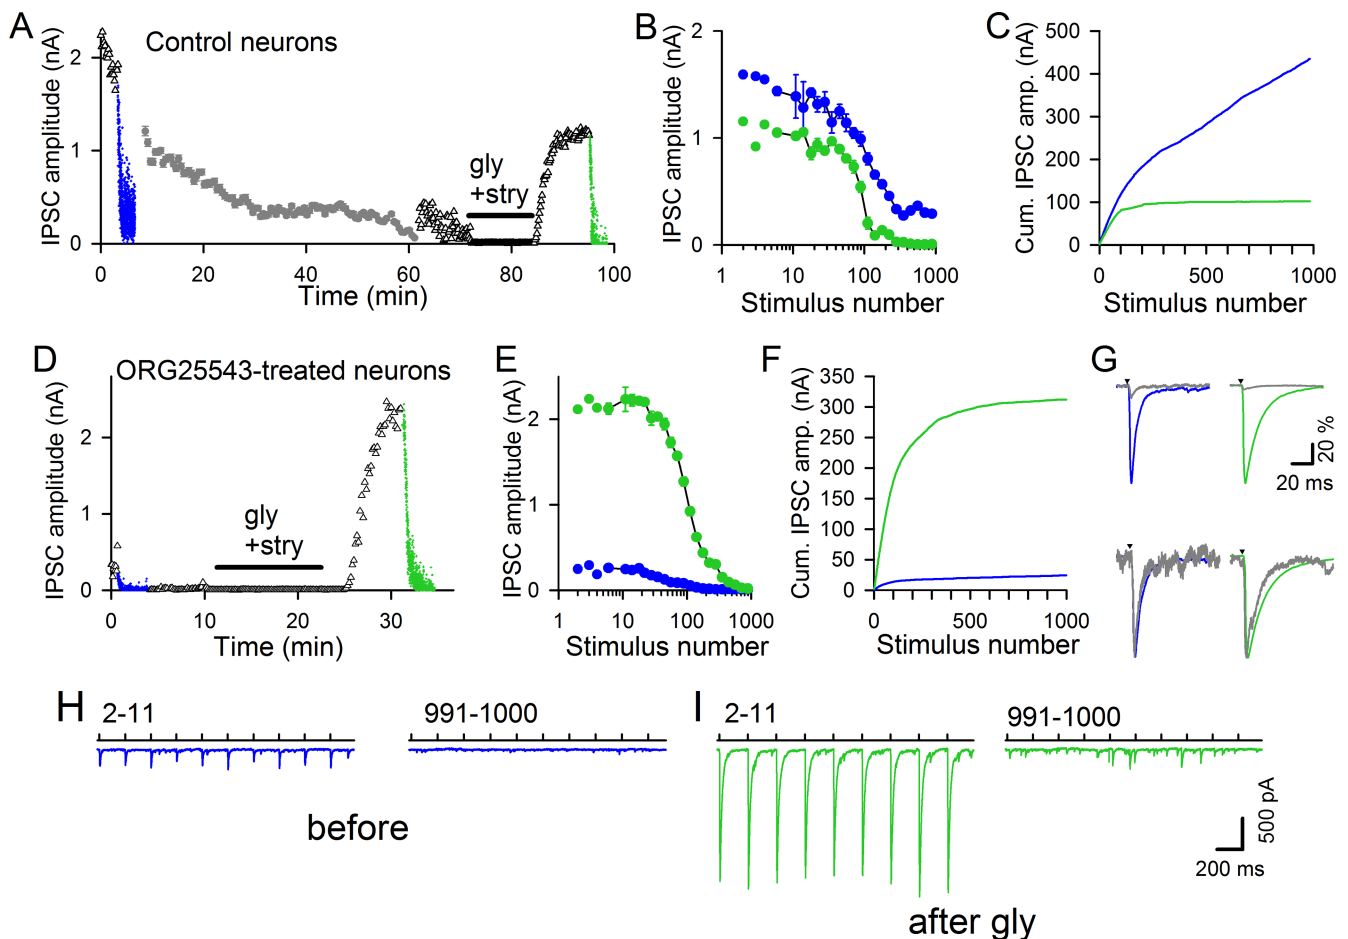 A
Control neurons
IPSC amplitude (nA)
2
1
0
gly
+stry
0
20
40
60
80
100
Time (min)
B
IPSC amplitude (nA)
2
1
0
1
10
100
1000
Stimulus number
C
Cum. IPSC amp. (nA)
500
400
300
200
100
0
0
500
1000
Stimulus number
D
ORG25543-treated neurons
IPSC amplitude (nA)
2
1
0
gly
+stry
0
10
20
30
Time (min)
E
IPSC amplitude (nA)
2
1
0
1
10
100
1000
Stimulus number
F
Cum. IPSC amp. (nA)
350
300
250
200
150
100
50
0
0
500
1000
Stimulus number
G
20 %
20 ms
H
2-11
991-1000
before
I
2-11
991-1000
500 pA
200 ms
after gly